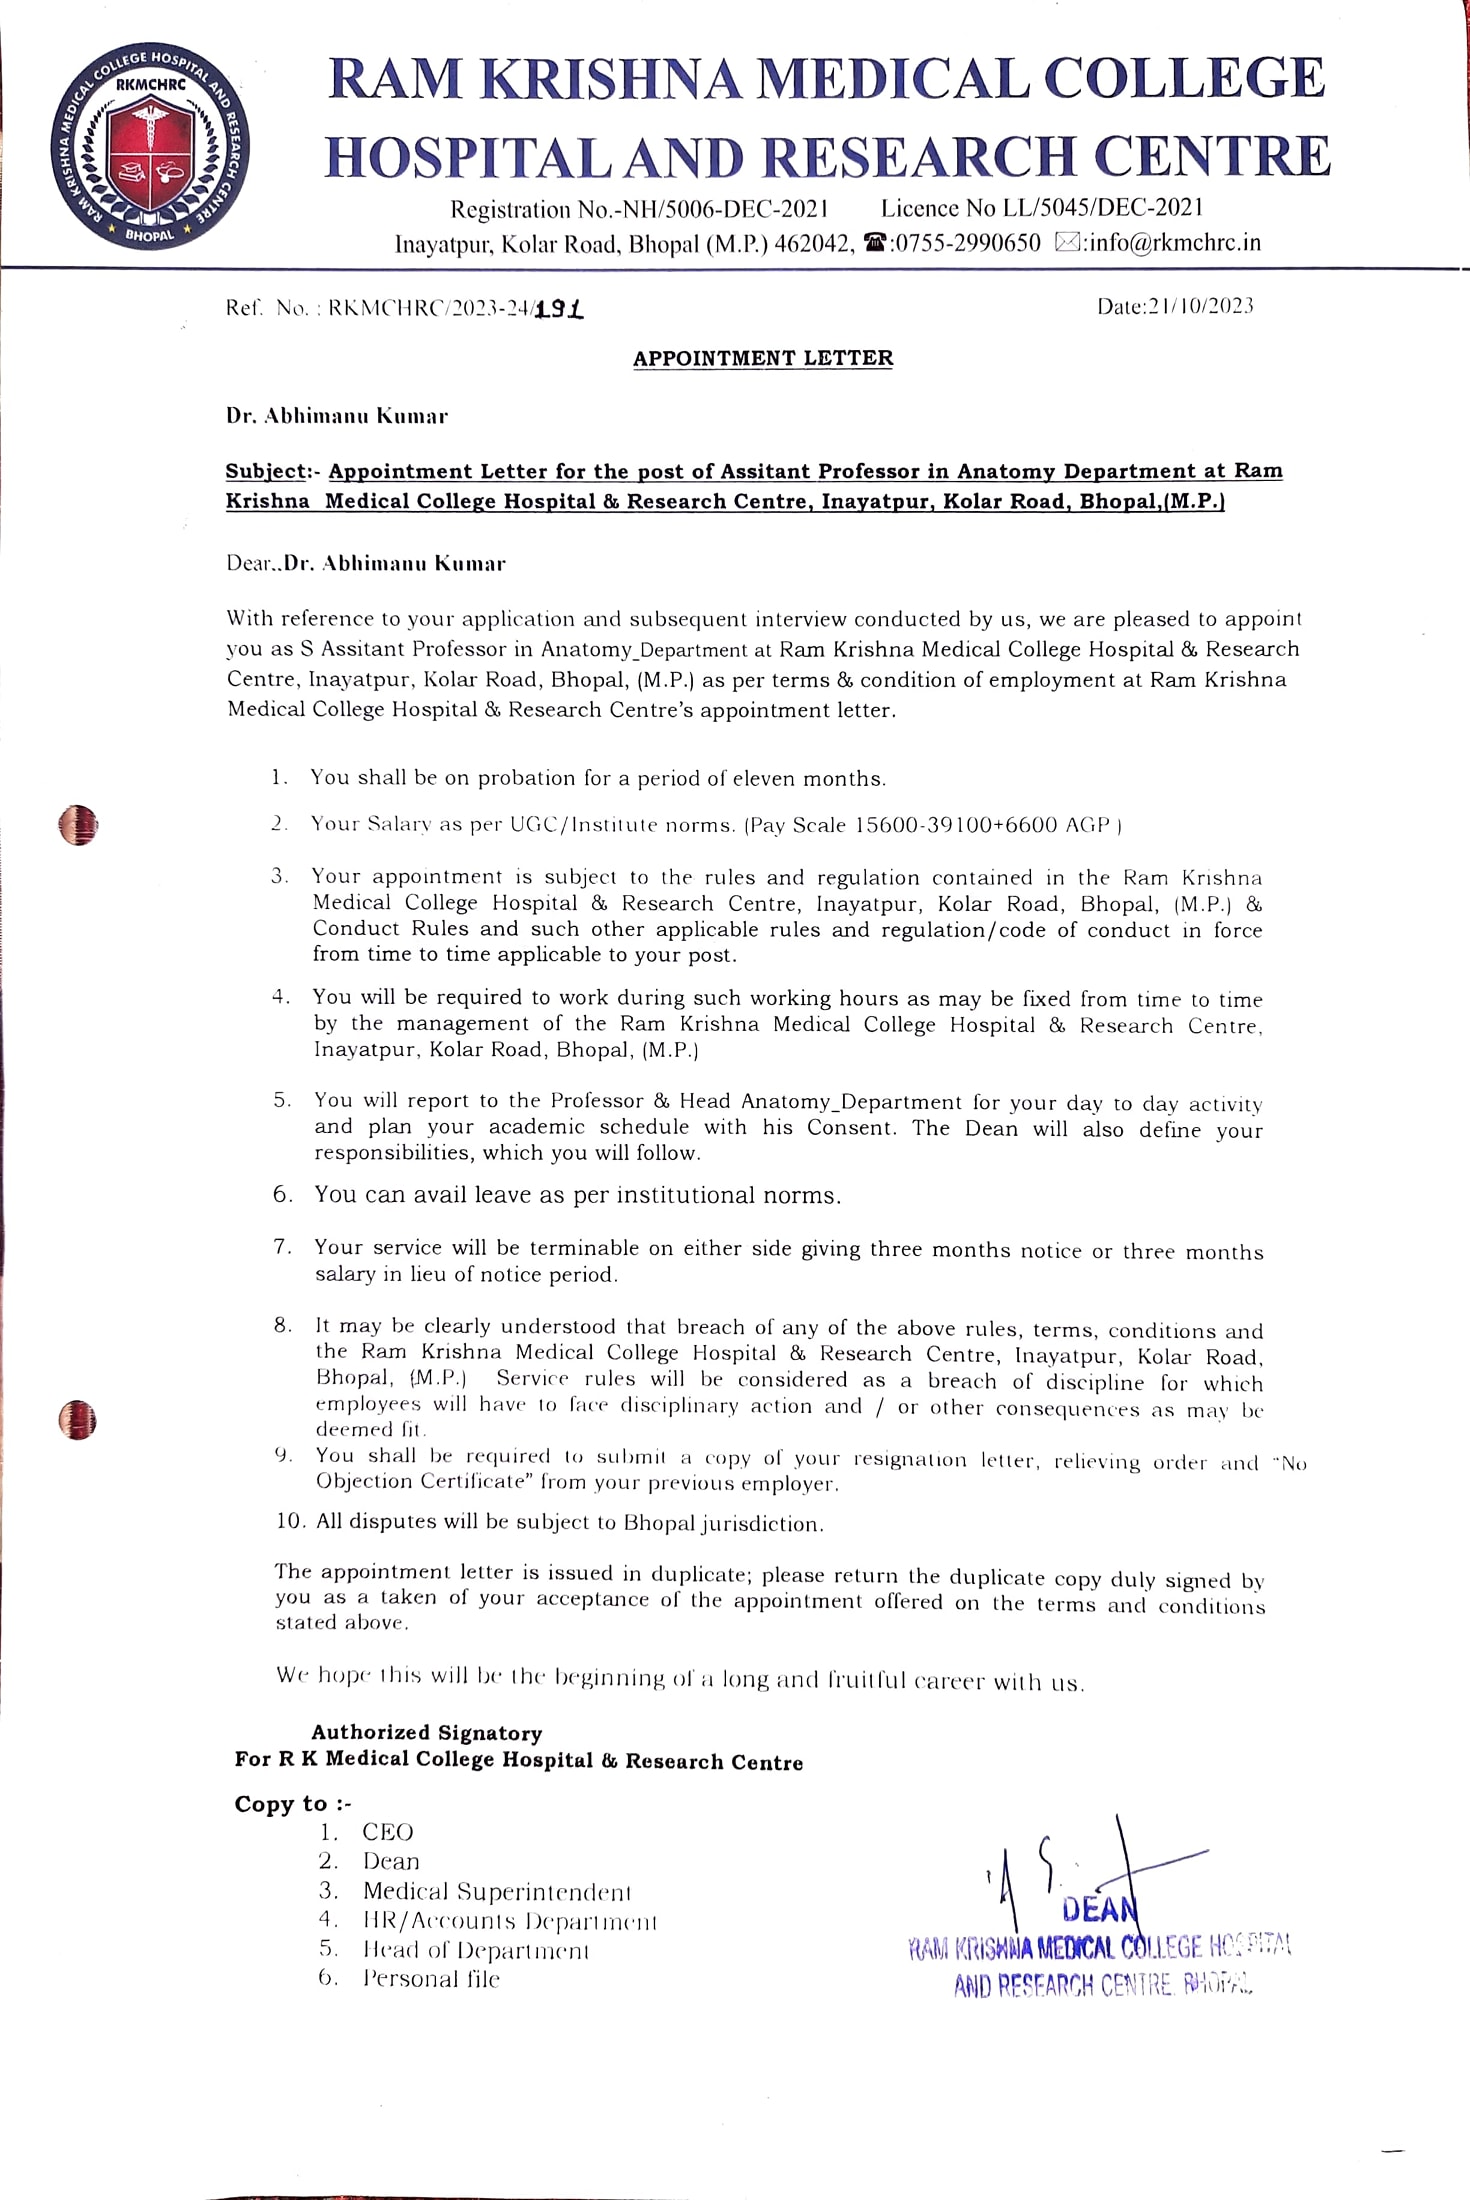 RAM KRISHNA MEDICAL COLLEGE HOSPITAL AND RESEARCH CENTRE
RKMCHRC
BHOPAL
RAM KRISHNA MEDICAL COLLEGE
HOSPITAL AND RESEARCH CENTRE
Registration No.-NH/5006-DEC-2021 Licence No LL/5045/DEC-2021
Inayatpur, Kolar Road, Bhopal (M.P.) 462042, ☎:0755-2990650 ✉:info@rkmchrc.in
Ref. No. : RKMCHRC/2023-24/191 Date:21/10/2023
APPOINTMENT LETTER
Dr. Abhimanu Kumar
Subject:- Appointment Letter for the post of Assitant Professor in Anatomy Department at Ram
Krishna Medical College Hospital & Research Centre, Inayatpur, Kolar Road, Bhopal,(M.P.)
Dear..Dr. Abhimanu Kumar
With reference to your application and subsequent interview conducted by us, we are pleased to appoint
you as S Assitant Professor in Anatomy_Department at Ram Krishna Medical College Hospital & Research
Centre, Inayatpur, Kolar Road, Bhopal, (M.P.) as per terms & condition of employment at Ram Krishna
Medical College Hospital & Research Centre's appointment letter.
1. You shall be on probation for a period of eleven months.
2. Your Salary as per UGC/Institute norms. (Pay Scale 15600-39100+6600 AGP )
3. Your appointment is subject to the rules and regulation contained in the Ram Krishna
Medical College Hospital & Research Centre, Inayatpur, Kolar Road, Bhopal, (M.P.) &
Conduct Rules and such other applicable rules and regulation/code of conduct in force
from time to time applicable to your post.
4. You will be required to work during such working hours as may be fixed from time to time
by the management of the Ram Krishna Medical College Hospital & Research Centre,
Inayatpur, Kolar Road, Bhopal, (M.P.)
5. You will report to the Professor & Head Anatomy_Department for your day to day activity
and plan your academic schedule with his Consent. The Dean will also define your
responsibilities, which you will follow.
6. You can avail leave as per institutional norms.
7. Your service will be terminable on either side giving three months notice or three months
salary in lieu of notice period.
8. It may be clearly understood that breach of any of the above rules, terms, conditions and
the Ram Krishna Medical College Hospital & Research Centre, Inayatpur, Kolar Road,
Bhopal, (M.P.) Service rules will be considered as a breach of discipline for which
employees will have to face disciplinary action and / or other consequences as may be
deemed fit.
9. You shall be required to submit a copy of your resignation letter, relieving order and "No
Objection Certificate" from your previous employer.
10. All disputes will be subject to Bhopal jurisdiction.
The appointment letter is issued in duplicate; please return the duplicate copy duly signed by
you as a taken of your acceptance of the appointment offered on the terms and conditions
stated above.
We hope this will be the beginning of a long and fruitful career with us.
Authorized Signatory
For R K Medical College Hospital & Research Centre
Copy to :-
1. CEO
2. Dean
3. Medical Superintendent
4. HR/Accounts Department
5. Head of Department
6. Personal file
DEAN
RAM KRISHNA MEDICAL COLLEGE HOSPITAL
AND RESEARCH CENTRE, BHOPAL